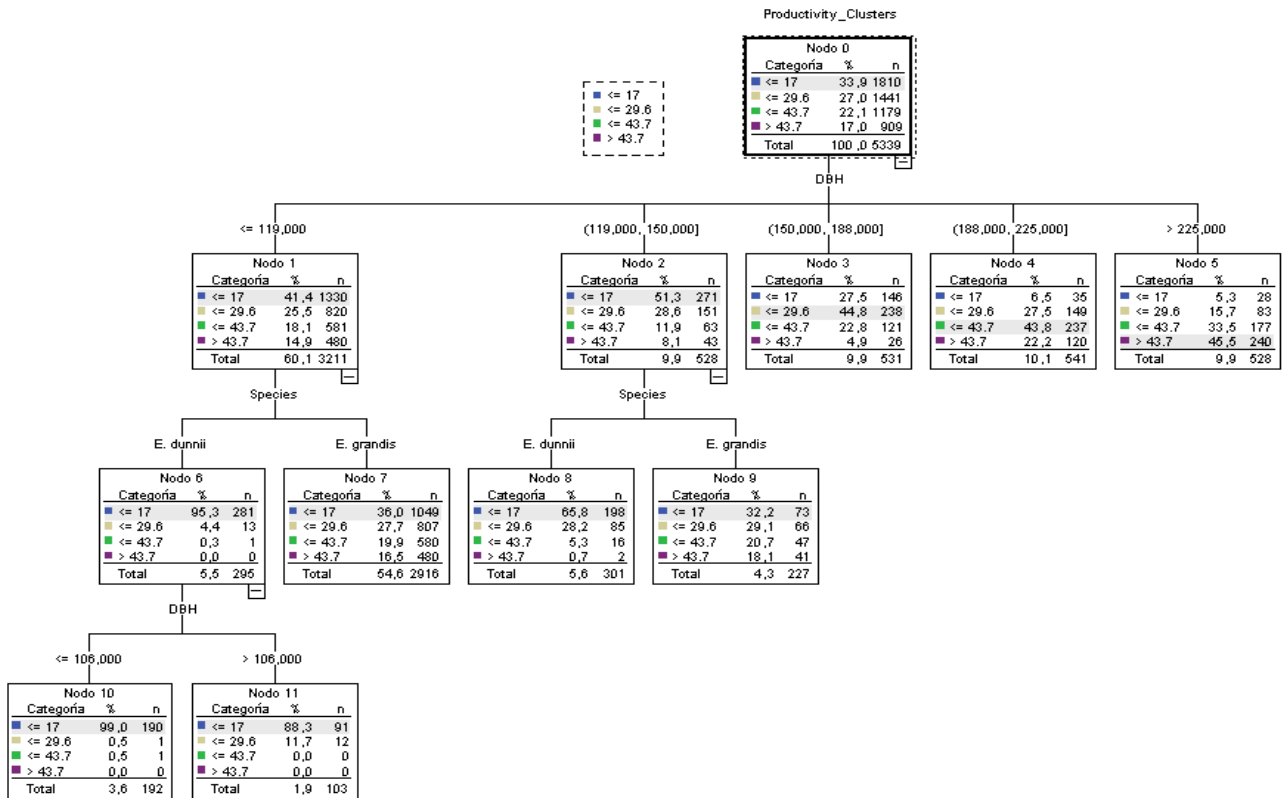 Productivity_Clusters
Nodo 0
Categoría % n
<= 17 33,9 1810
<= 29.6 27,0 1441
<= 43.7 22,1 1179
> 43.7 17,0 909
Total 100,0 5339
<= 17
<= 29.6
<= 43.7
> 43.7
DBH
<= 119,000
(119,000, 150,000]
(150,000, 188,000]
(188,000, 225,000]
> 225,000
Nodo 1
Categoría % n
<= 17 41,4 1330
<= 29.6 25,5 820
<= 43.7 18,1 581
> 43.7 14,9 480
Total 60,1 3211
Nodo 2
Categoría % n
<= 17 51,3 271
<= 29.6 28,6 151
<= 43.7 11,9 63
> 43.7 8,1 43
Total 9,9 528
Nodo 3
Categoría % n
<= 17 27,5 146
<= 29.6 44,8 238
<= 43.7 22,8 121
> 43.7 4,9 26
Total 9,9 531
Nodo 4
Categoría % n
<= 17 6,5 35
<= 29.6 27,5 149
<= 43.7 43,8 237
> 43.7 22,2 120
Total 10,1 541
Nodo 5
Categoría % n
<= 17 5,3 28
<= 29.6 15,7 83
<= 43.7 33,5 177
> 43.7 45,5 240
Total 9,9 528
Species
Species
E. dunnii
E. grandis
E. dunnii
E. grandis
Nodo 6
Categoría % n
<= 17 95,3 281
<= 29.6 4,4 13
<= 43.7 0,3 1
> 43.7 0,0 0
Total 5,5 295
Nodo 7
Categoría % n
<= 17 36,0 1049
<= 29.6 27,7 807
<= 43.7 19,9 580
> 43.7 16,5 480
Total 54,6 2916
Nodo 8
Categoría % n
<= 17 65,8 198
<= 29.6 28,2 85
<= 43.7 5,3 16
> 43.7 0,7 2
Total 5,6 301
Nodo 9
Categoría % n
<= 17 32,2 73
<= 29.6 29,1 66
<= 43.7 20,7 47
> 43.7 18,1 41
Total 4,3 227
DBH
<= 106,000
> 106,000
Nodo 10
Categoría % n
<= 17 99,0 190
<= 29.6 0,5 1
<= 43.7 0,5 1
> 43.7 0,0 0
Total 3,6 192
Nodo 11
Categoría % n
<= 17 88,3 91
<= 29.6 11,7 12
<= 43.7 0,0 0
> 43.7 0,0 0
Total 1,9 103